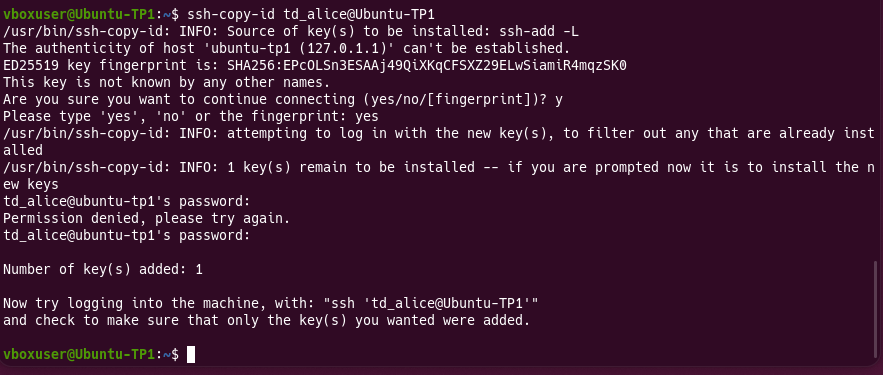 vboxuser@Ubuntu-TP1:~$ ssh-copy-id td_alice@Ubuntu-TP1
/usr/bin/ssh-copy-id: INFO: Source of key(s) to be installed: ssh-add -L
The authenticity of host 'ubuntu-tp1 (127.0.1.1)' can't be established.
ED25519 key fingerprint is: SHA256:EPcOLSn3ESAAj49QiXKqCFSXZ29ELwSiamiR4mqzSK0
This key is not known by any other names.
Are you sure you want to continue connecting (yes/no/[fingerprint])? y
Please type 'yes', 'no' or the fingerprint: yes
/usr/bin/ssh-copy-id: INFO: attempting to log in with the new key(s), to filter out any that are already inst
alled
/usr/bin/ssh-copy-id: INFO: 1 key(s) remain to be installed -- if you are prompted now it is to install the n
ew keys
td_alice@ubuntu-tp1's password:
Permission denied, please try again.
td_alice@ubuntu-tp1's password:
Number of key(s) added: 1
Now try logging into the machine, with: "ssh 'td_alice@Ubuntu-TP1'"
and check to make sure that only the key(s) you wanted were added.
vboxuser@Ubuntu-TP1:~$